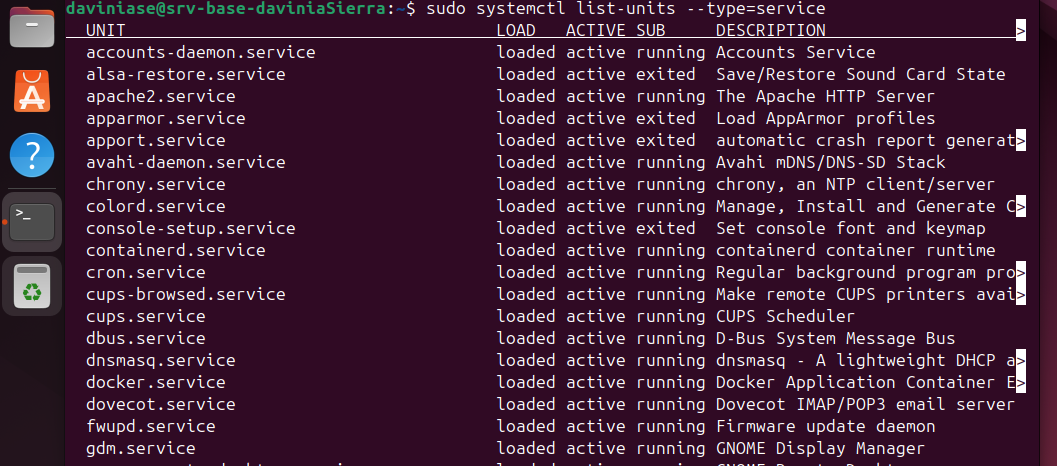 daviniase@srv-base-daviniaSierra:~$ sudo systemctl list-units --type=service
UNIT LOAD ACTIVE SUB DESCRIPTION >
accounts-daemon.service loaded active running Accounts Service
alsa-restore.service loaded active exited Save/Restore Sound Card State
apache2.service loaded active running The Apache HTTP Server
apparmor.service loaded active exited Load AppArmor profiles
apport.service loaded active exited automatic crash report generat>
avahi-daemon.service loaded active running Avahi mDNS/DNS-SD Stack
chrony.service loaded active running chrony, an NTP client/server
colord.service loaded active running Manage, Install and Generate C>
console-setup.service loaded active exited Set console font and keymap
containerd.service loaded active running containerd container runtime
cron.service loaded active running Regular background program pro>
cups-browsed.service loaded active running Make remote CUPS printers avai>
cups.service loaded active running CUPS Scheduler
dbus.service loaded active running D-Bus System Message Bus
dnsmasq.service loaded active running dnsmasq - A lightweight DHCP a>
docker.service loaded active running Docker Application Container E>
dovecot.service loaded active running Dovecot IMAP/POP3 email server
fwupd.service loaded active running Firmware update daemon
gdm.service loaded active running GNOME Display Manager